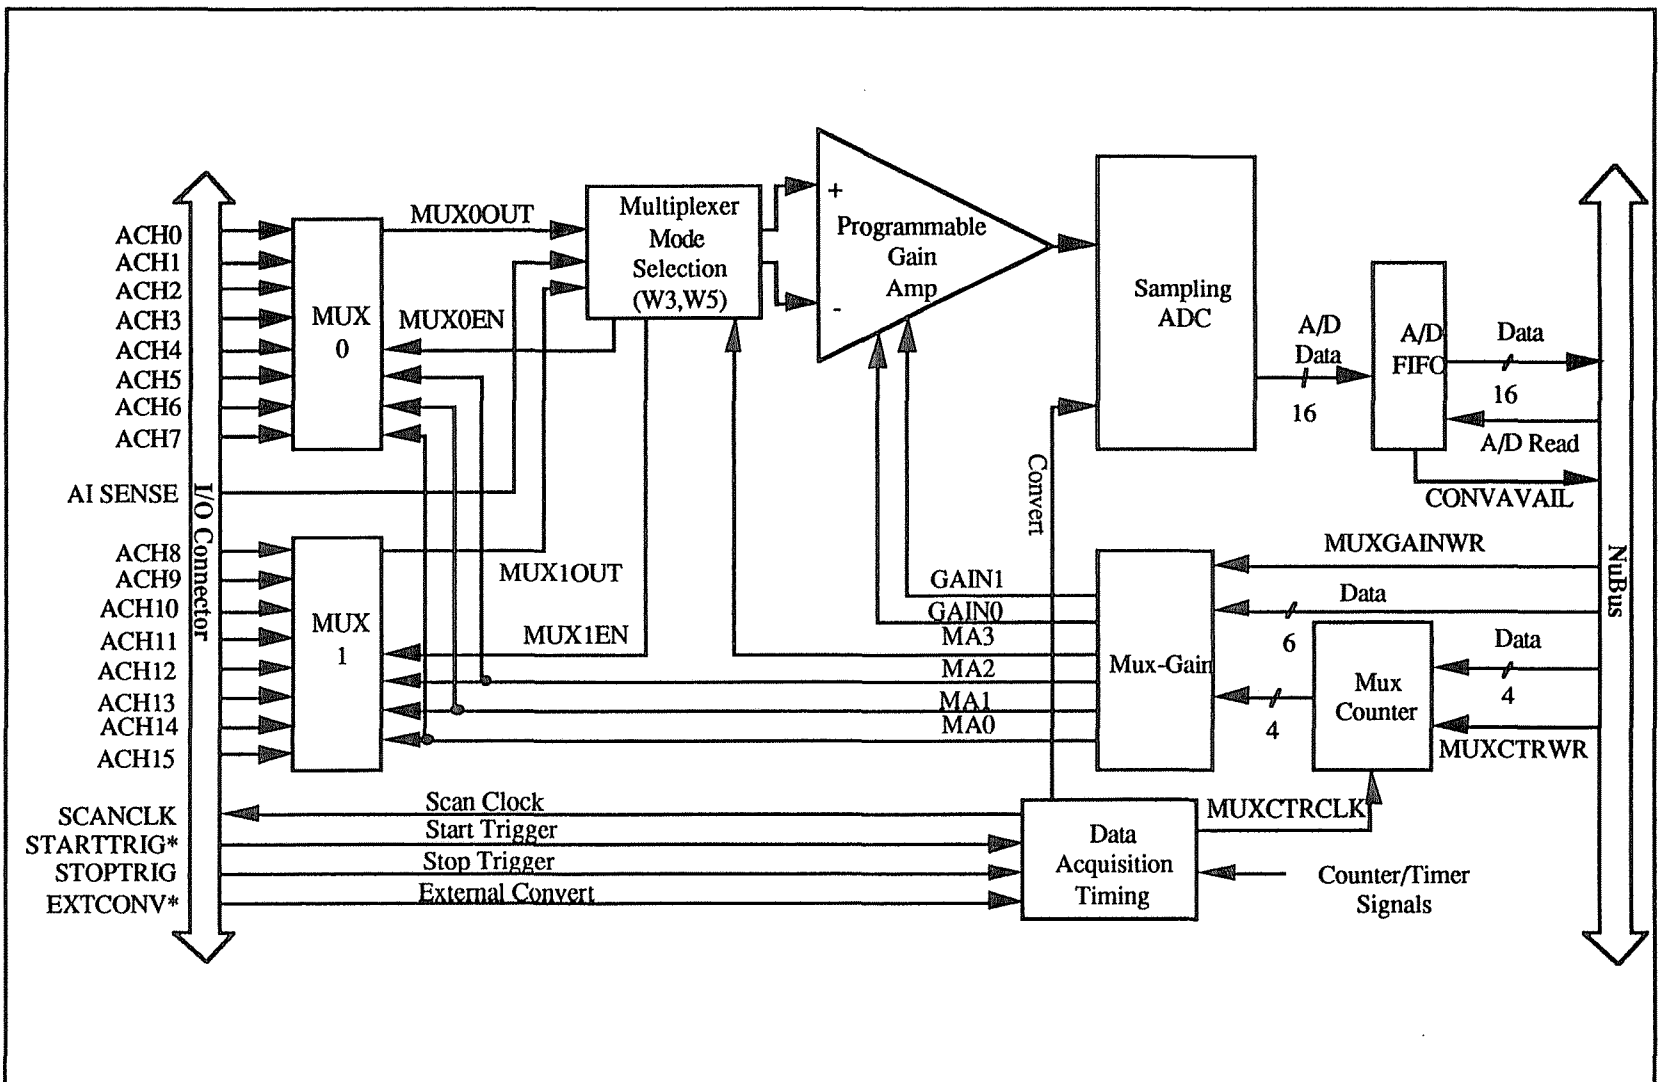 ACH0
ACH1
ACH2
ACH3
ACH4
ACH5
ACH6
ACH7
AI SENSE
ACH8
ACH9
ACH10
ACH11
ACH12
ACH13
ACH14
ACH15
SCANCLK
STARTTRIG*
STOPTRIG
EXTCONV*
I/O Connector
MUX
0
MUX
1
MUX0OUT
MUX0EN
MUX1OUT
MUX1EN
Multiplexer
Mode
Selection
(W3,W5)
+
Programmable
Gain
Amp
-
Sampling
ADC
A/D
Data
16
A/D
FIFO
Data
16
A/D Read
CONVAVAIL
Convert
GAIN1
GAIN0
MA3
MA2
MA1
MA0
Mux-Gain
MUXGAINWR
Data
6
4
Mux
Counter
Data
4
MUXCTRWR
NuBus
Scan Clock
Start Trigger
Stop Trigger
External Convert
Data
Acquisition
Timing
MUXCTRCLK
Counter/Timer
Signals